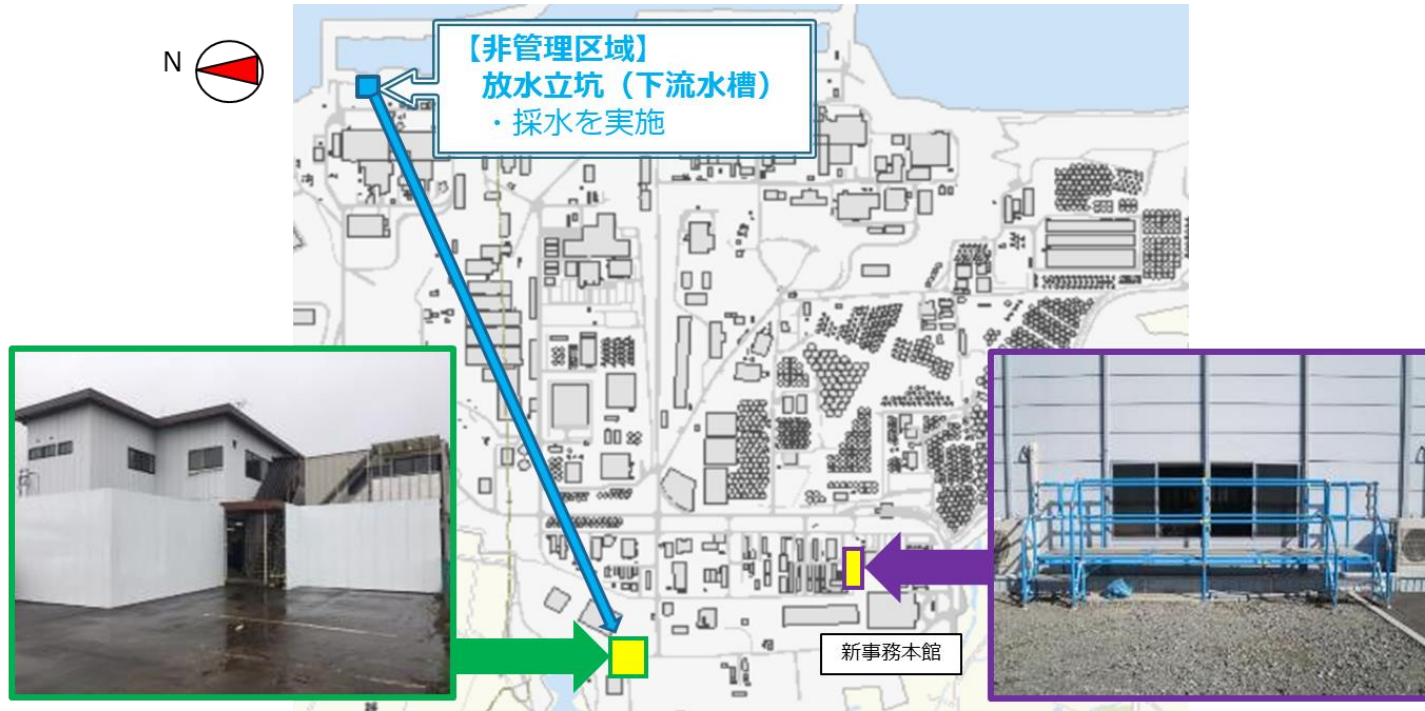 N
【非管理区域】
放水立坑（下流水槽）
・採水を実施
新事務本館